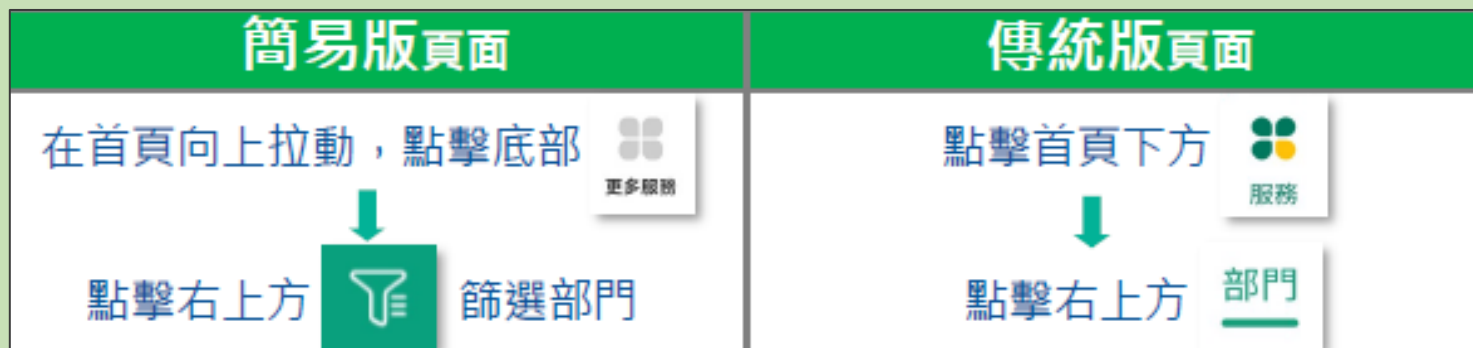 簡易版頁面
傳統版頁面
在首頁向上拉動，點擊底部
更多服務
點擊右上方 篩選部門
點擊首頁下方
服務
點擊右上方 部門